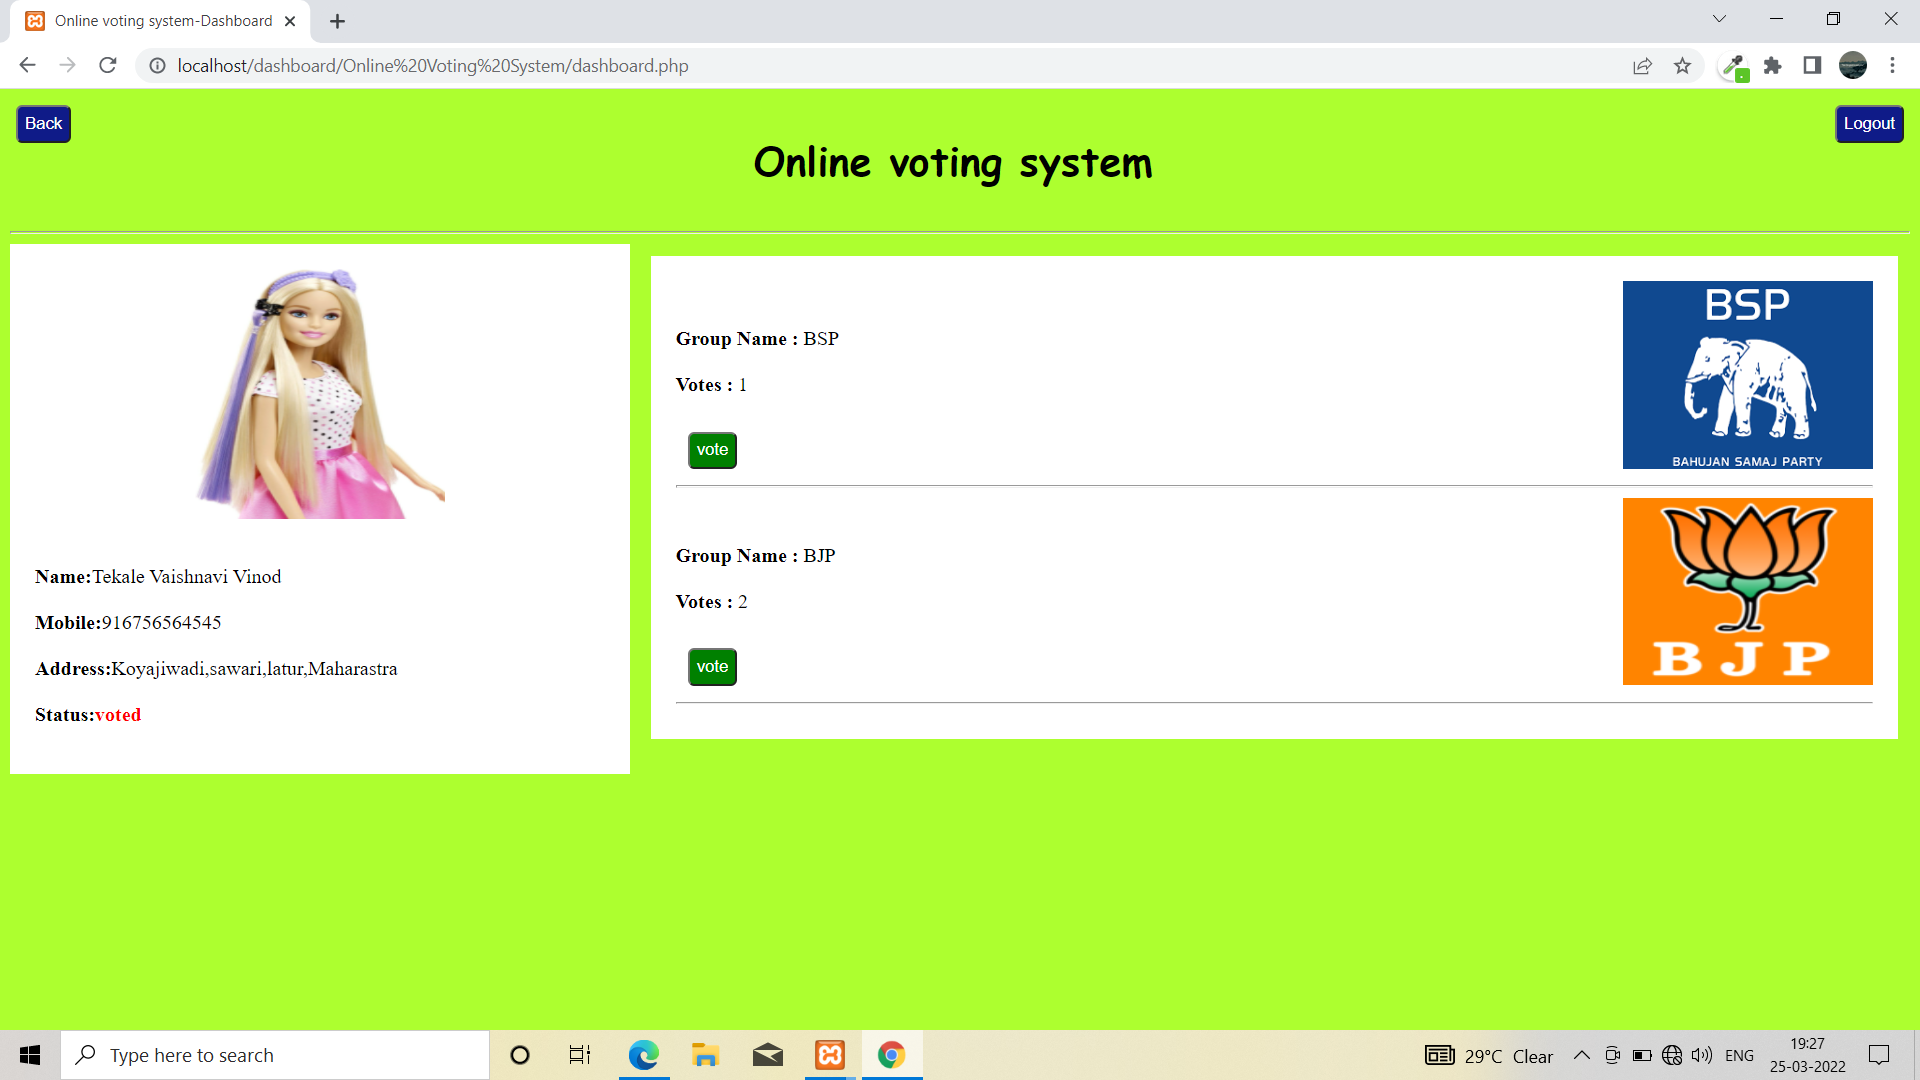 Online voting system-Dashboard
localhost/dashboard/Online%20Voting%20System/dashboard.php
Back
Logout
Online voting system
Name:Tekale Vaishnavi Vinod
Mobile:916756564545
Address:Koyajiwadi,sawari,latur,Maharastra
Status:voted
Group Name : BSP
Votes : 1
vote
BSP
BAHUJAN SAMAJ PARTY
Group Name : BJP
Votes : 2
vote
BJP
Type here to search
29°C Clear
ENG
19:27
25-03-2022